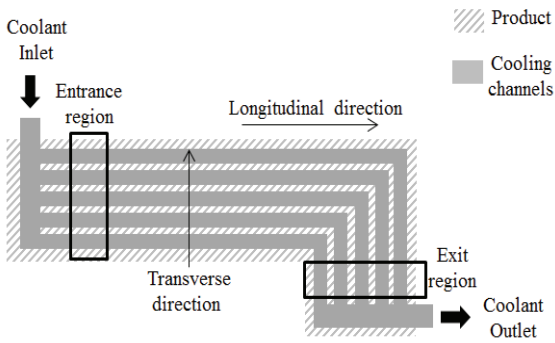 Coolant
Inlet
Product
Cooling
channels
Entrance
region
Longitudinal direction
Transverse
direction
Exit
region
Coolant
Outlet